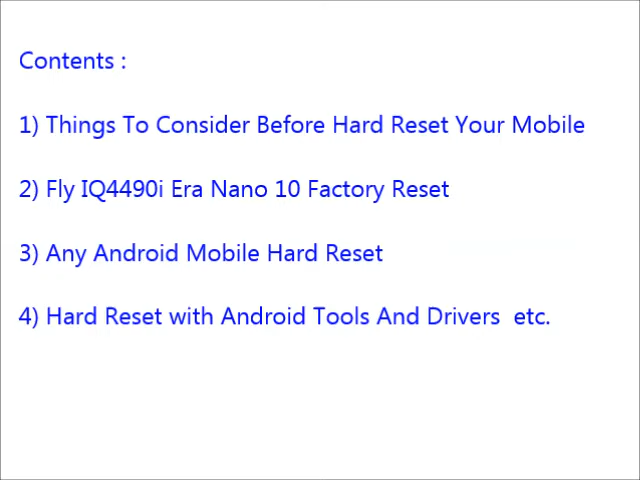 Contents :
1) Things To Consider Before Hard Reset Your Mobile
2) Fly IQ4490i Era Nano 10 Factory Reset
3) Any Android Mobile Hard Reset
4) Hard Reset with Android Tools And Drivers  etc.